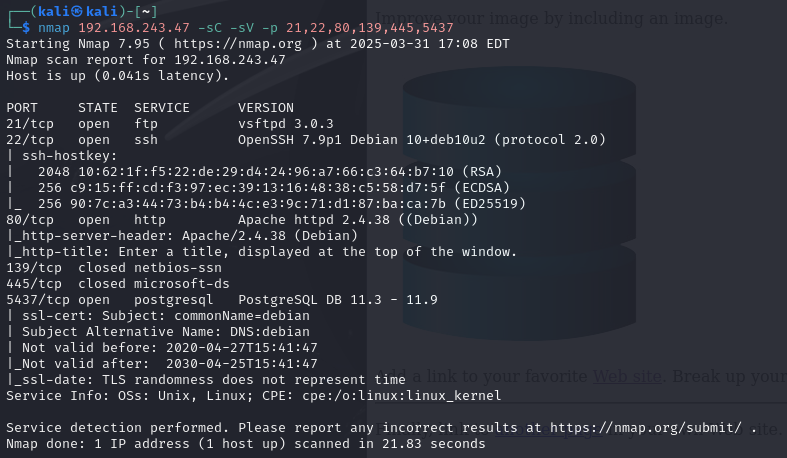 Improve your image by including an image.
┌──(kali㉿kali)-[~]
└─$ nmap 192.168.243.47 -sC -sV -p 21,22,80,139,445,5437
Starting Nmap 7.95 ( https://nmap.org ) at 2025-03-31 17:08 EDT
Nmap scan report for 192.168.243.47
Host is up (0.041s latency).

PORT     STATE  SERVICE      VERSION
21/tcp   open   ftp          vsftpd 3.0.3
22/tcp   open   ssh          OpenSSH 7.9p1 Debian 10+deb10u2 (protocol 2.0)
| ssh-hostkey:
|   2048 10:62:1f:f5:22:de:29:d4:24:96:a7:66:c3:64:b7:10 (RSA)
|   256 c9:15:ff:cd:f3:97:ec:39:13:16:48:38:c5:58:d7:5f (ECDSA)
|_  256 90:7c:a3:44:73:b4:b4:4c:e3:9c:71:d1:87:ba:ca:7b (ED25519)
80/tcp   open   http         Apache httpd 2.4.38 ((Debian))
|_http-server-header: Apache/2.4.38 (Debian)
|_http-title: Enter a title, displayed at the top of the window.
139/tcp  closed netbios-ssn
445/tcp  closed microsoft-ds
5437/tcp open   postgresql   PostgreSQL DB 11.3 - 11.9
| ssl-cert: Subject: commonName=debian
| Subject Alternative Name: DNS:debian
| Not valid before: 2020-04-27T15:41:47
|_Not valid after:  2030-04-25T15:41:47
|_ssl-date: TLS randomness does not represent time
Add a link to your favorite Web site. Break up your
Service Info: OSs: Unix, Linux; CPE: cpe:/o:linux:linux_kernel

Service detection performed. Please report any incorrect results at https://nmap.org/submit/ .
Nmap done: 1 IP address (1 host up) scanned in 21.83 seconds